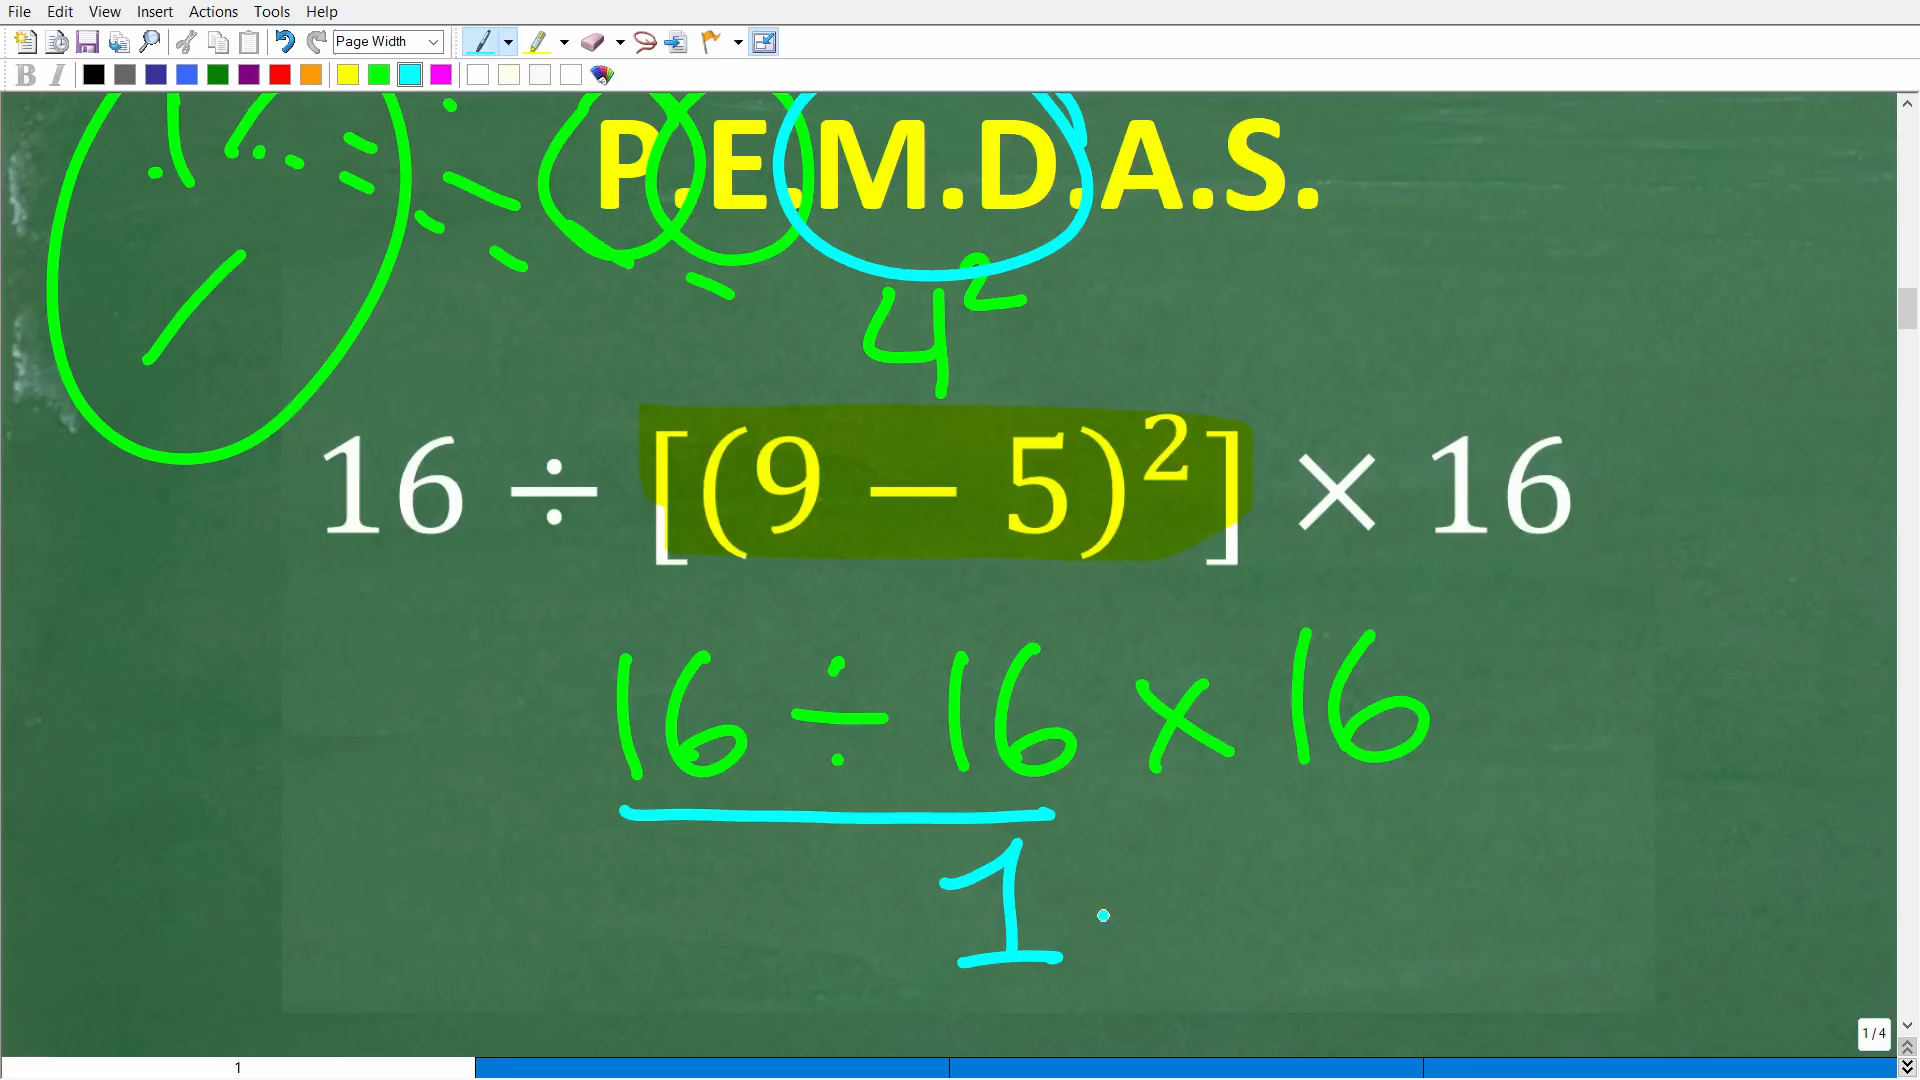 File Edit View Insert Actions Tools Help
Page Width
B I
P.E.M.D.A.S.
4²
16 ÷ [(9 − 5)²] × 16
16 ÷ 16 × 16
1
1 / 4
1